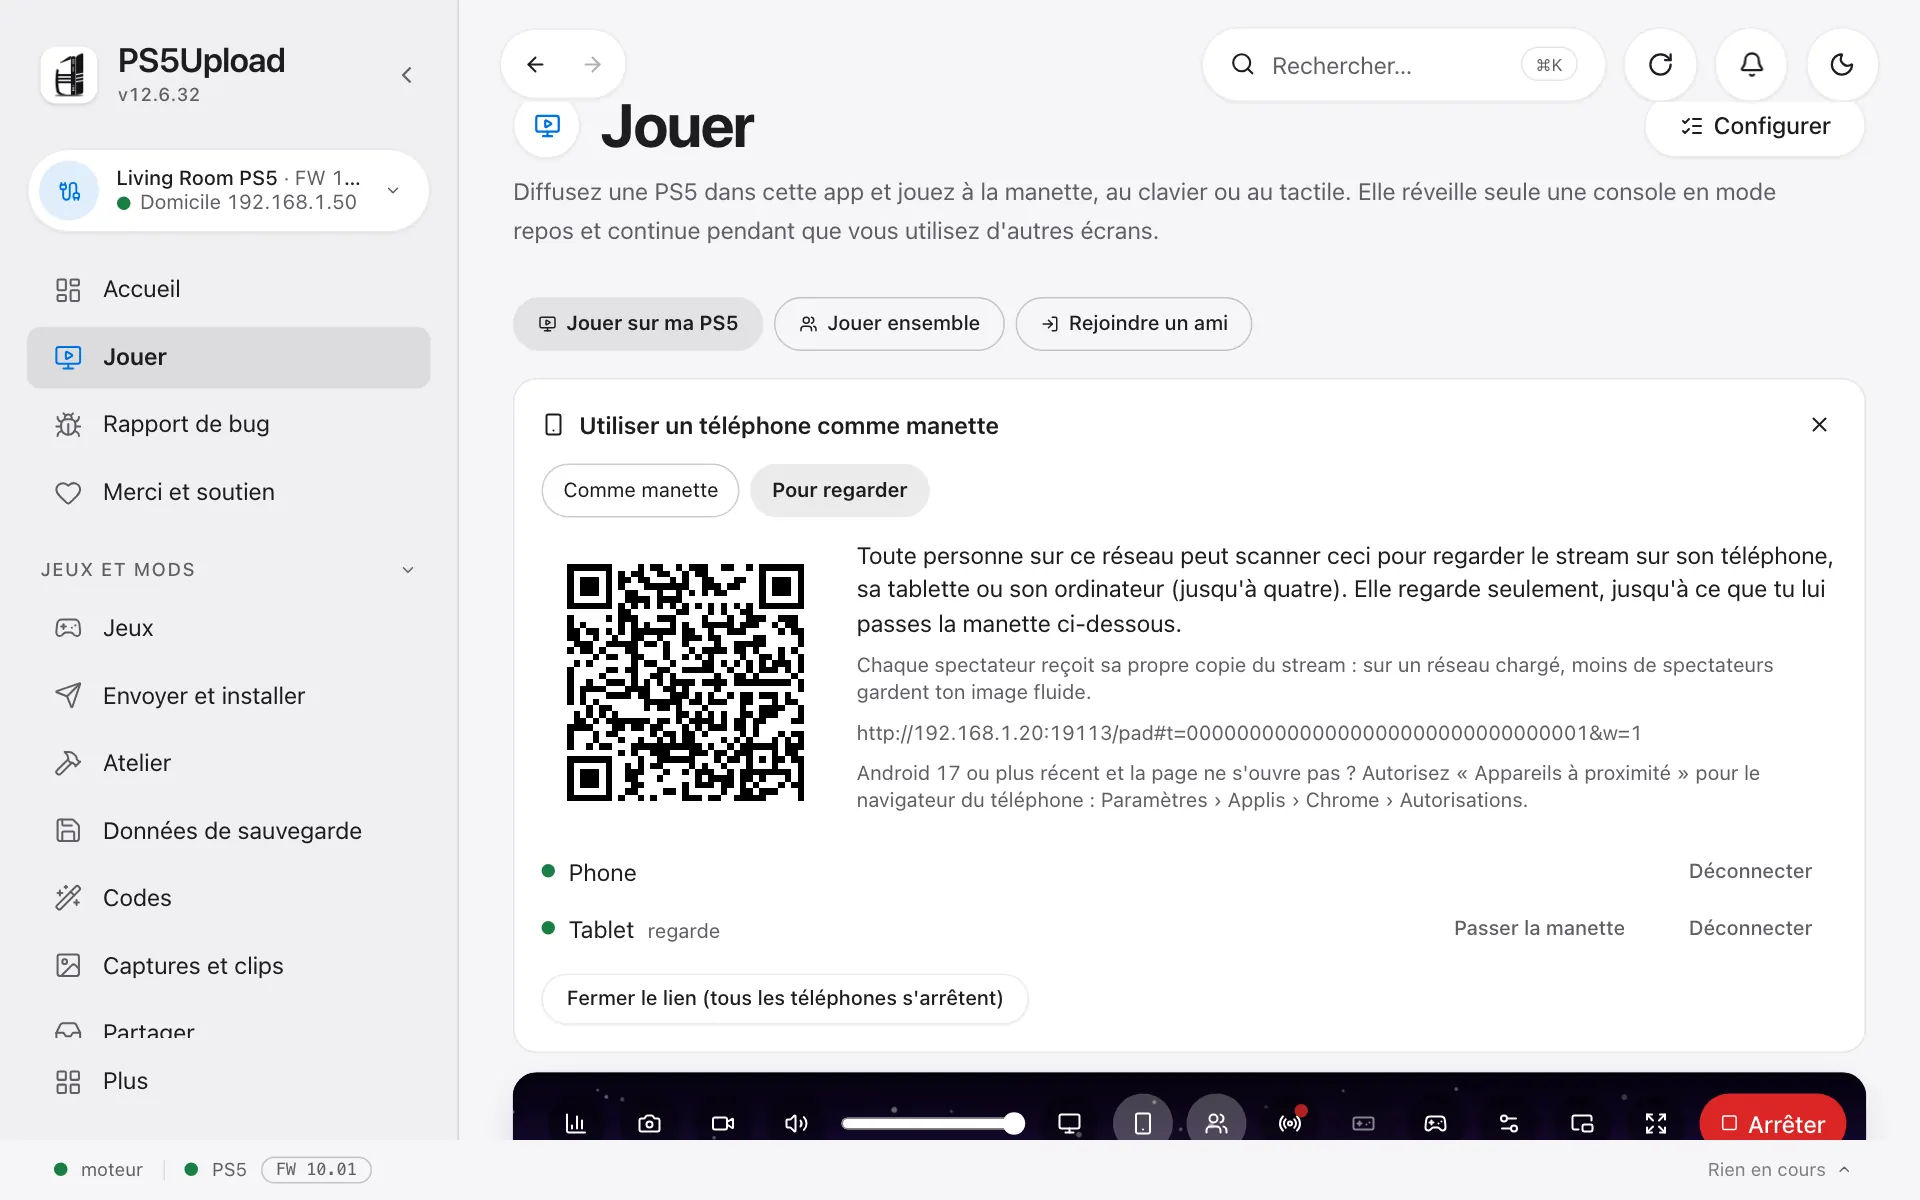 PS5Upload
v12.6.32
Living Room PS5 · FW 1...
Domicile 192.168.1.50
Accueil
Jouer
Rapport de bug
Merci et soutien
JEUX ET MODS
Jeux
Envoyer et installer
Atelier
Données de sauvegarde
Codes
Captures et clips
Partager
Plus
Rechercher...
⌘K
Jouer
Configurer
Diffusez une PS5 dans cette app et jouez à la manette, au clavier ou au tactile. Elle réveille seule une console en mode
repos et continue pendant que vous utilisez d'autres écrans.
Jouer sur ma PS5
Jouer ensemble
Rejoindre un ami
Utiliser un téléphone comme manette
Comme manette
Pour regarder
Toute personne sur ce réseau peut scanner ceci pour regarder le stream sur son téléphone,
sa tablette ou son ordinateur (jusqu'à quatre). Elle regarde seulement, jusqu'à ce que tu lui
passes la manette ci-dessous.
Chaque spectateur reçoit sa propre copie du stream : sur un réseau chargé, moins de spectateurs
gardent ton image fluide.
http://192.168.1.20:19113/pad#t=00000000000000000000000000000001&w=1
Android 17 ou plus récent et la page ne s'ouvre pas ? Autorisez « Appareils à proximité » pour le
navigateur du téléphone : Paramètres › Applis › Chrome › Autorisations.
Phone
Déconnecter
Tablet regarde
Passer la manette
Déconnecter
Fermer le lien (tous les téléphones s'arrêtent)
Arrêter
moteur
PS5
FW 10.01
Rien en cours